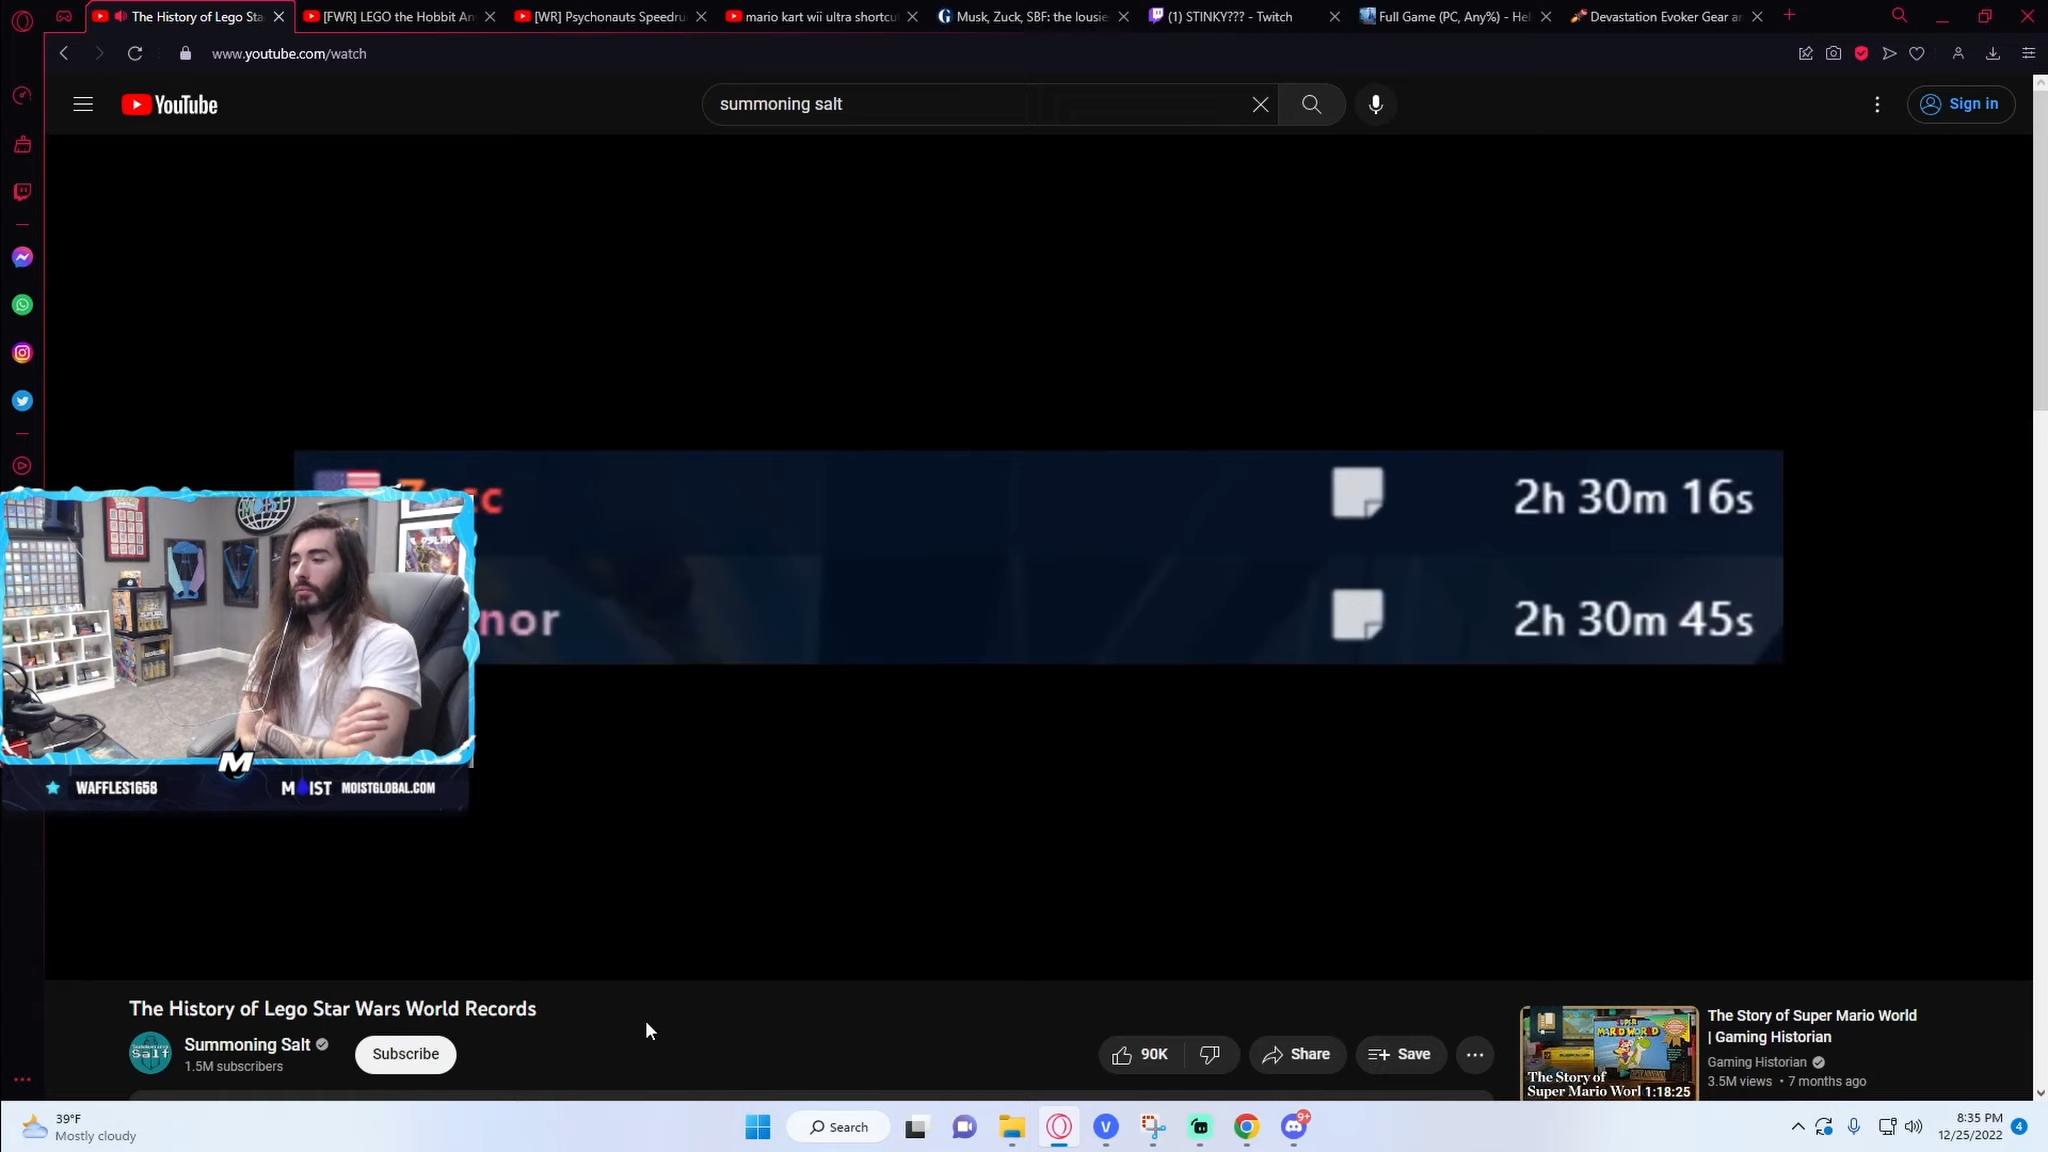 The History of Lego Sta
[FWR] LEGO the Hobbit An
[WR] Psychonauts Speedru
mario kart wii ultra shortcut
Musk, Zuck, SBF: the lousie
(1) STINKY??? - Twitch
Full Game (PC, Any%) - Hel
Devastation Evoker Gear an
www.youtube.com/watch
YouTube
summoning salt
Sign in
2h 30m 16s
nor
2h 30m 45s
WAFFLES1658
MOIST
MOISTGLOBAL.COM
The History of Lego Star Wars World Records
Summoning Salt
1.5M subscribers
Subscribe
90K
Share
Save
The Story of
Super Mario Worl
1:18:25
The Story of Super Mario World
| Gaming Historian
Gaming Historian
3.5M views • 7 months ago
39°F
Mostly cloudy
Search
9+
8:35 PM
12/25/2022
4